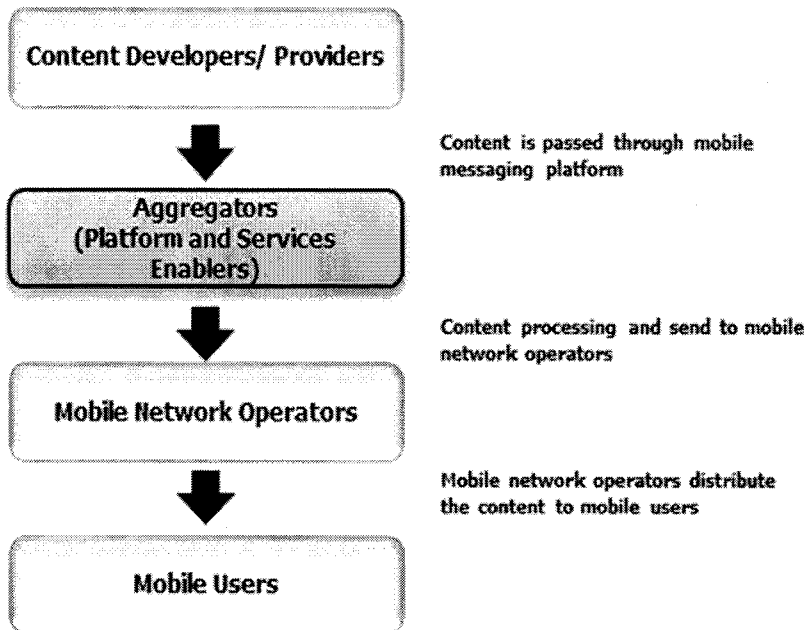 Content Developers/ Providers
Content is passed through mobile
messaging platform
Aggregators
(Platform and Services
Enablers)
Content processing and send to mobile
network operators
Mobile Network Operators
Mobile network operators distribute
the content to mobile users
Mobile Users